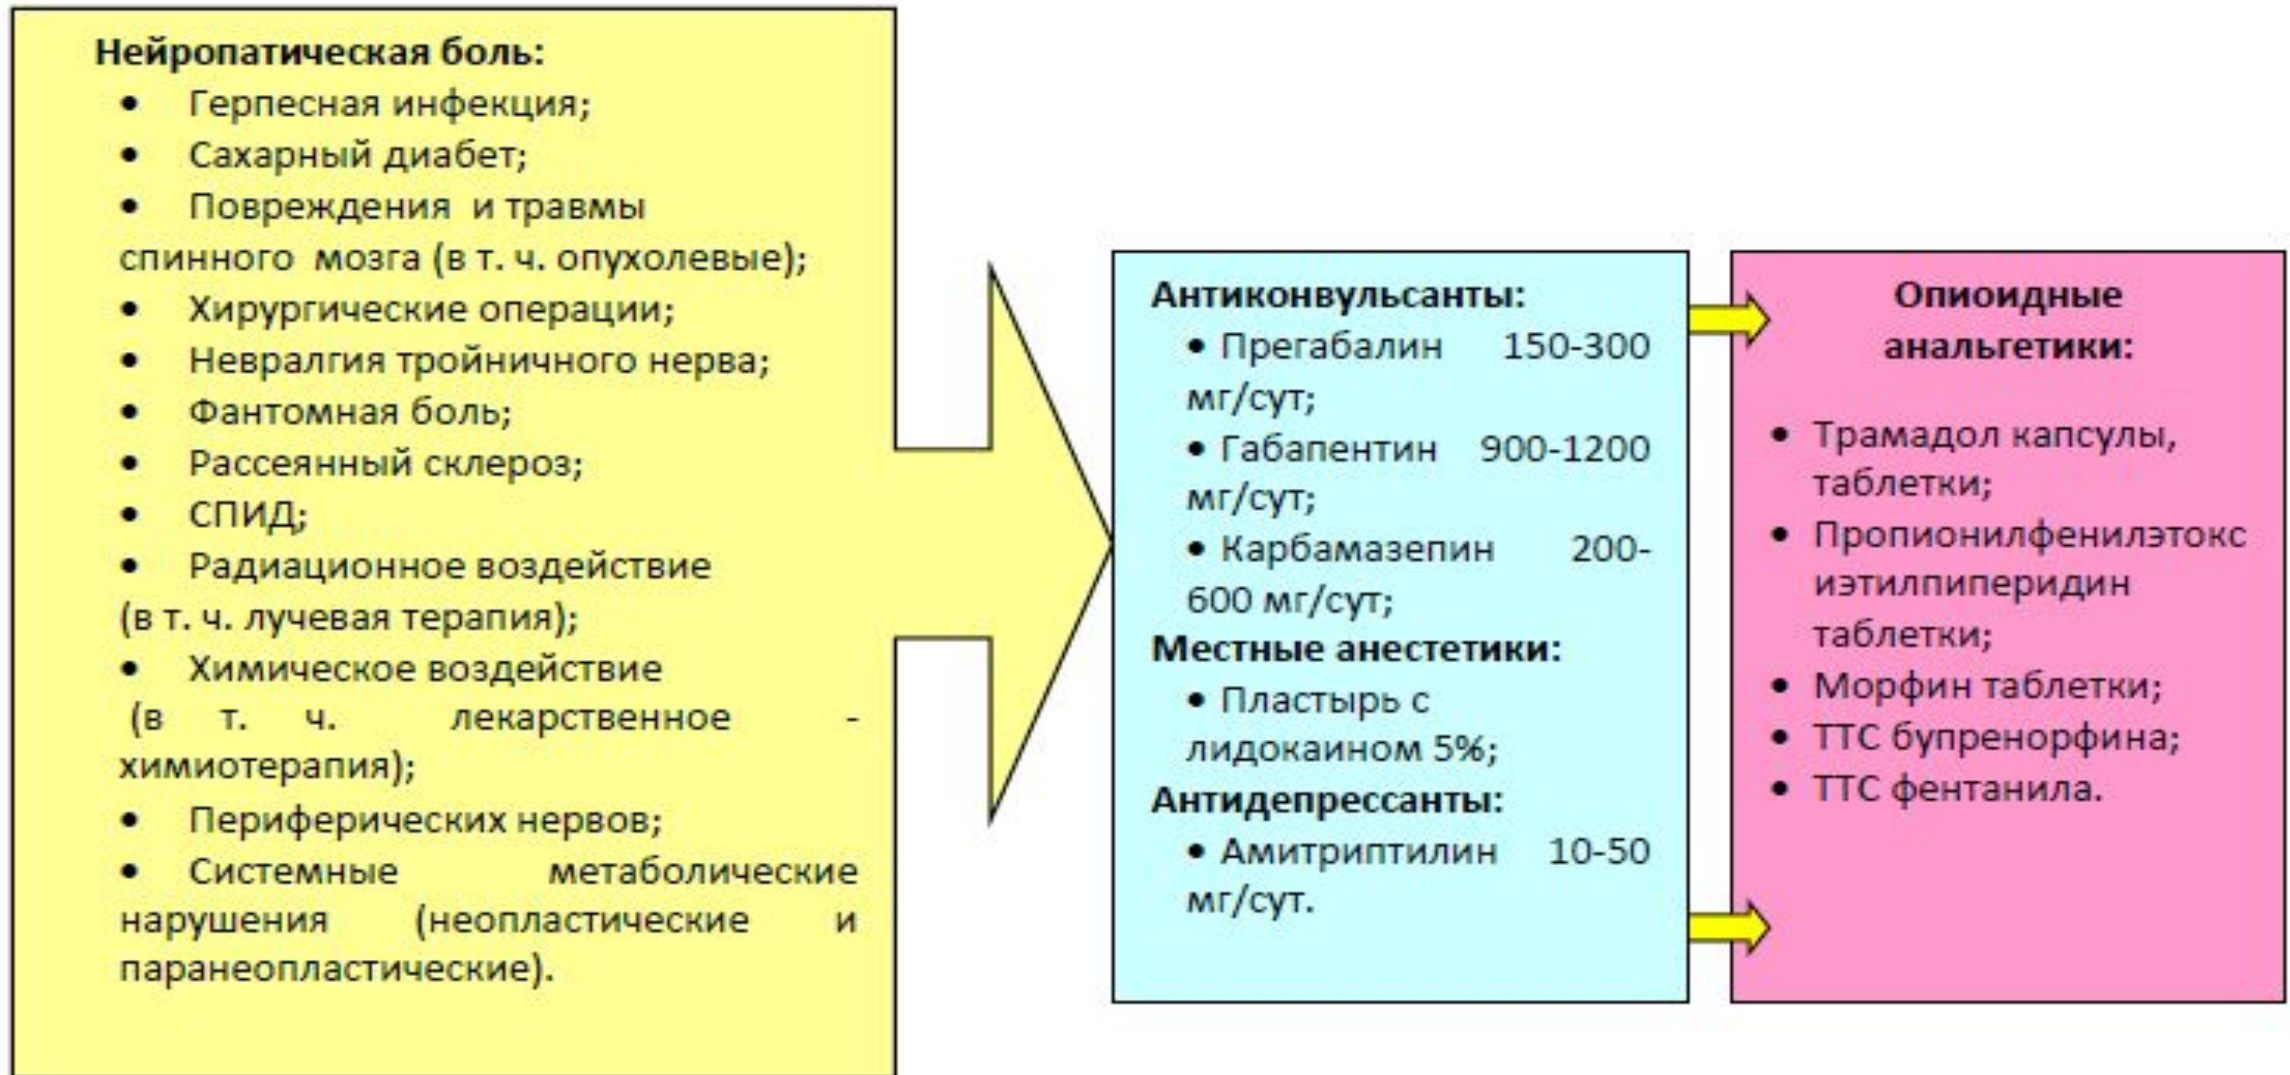 Нейропатическая боль:
• Герпесная инфекция;
• Сахарный диабет;
• Повреждения и травмы
спинного мозга (в т. ч. опухолевые);
• Хирургические операции;
• Невралгия тройничного нерва;
• Фантомная боль;
• Рассеянный склероз;
• СПИД;
• Радиационное воздействие
(в т. ч. лучевая терапия);
• Химическое воздействие
(в т. ч. лекарственное -
химиотерапия);
• Периферических нервов;
• Системные метаболические
нарушения (неопластические и
паранеопластические).
Антиконвульсанты:
• Прегабалин 150-300
мг/сут;
• Габапентин 900-1200
мг/сут;
• Карбамазепин 200-
600 мг/сут;
Местные анестетики:
• Пластырь с
лидокаином 5%;
Антидепрессанты:
• Амитриптилин 10-50
мг/сут.
Опиоидные
анальгетики:
• Трамадол капсулы,
таблетки;
• Пропионилфенилэтокс
иэтилпиперидин
таблетки;
• Морфин таблетки;
• ТТС бупренорфина;
• ТТС фентанила.